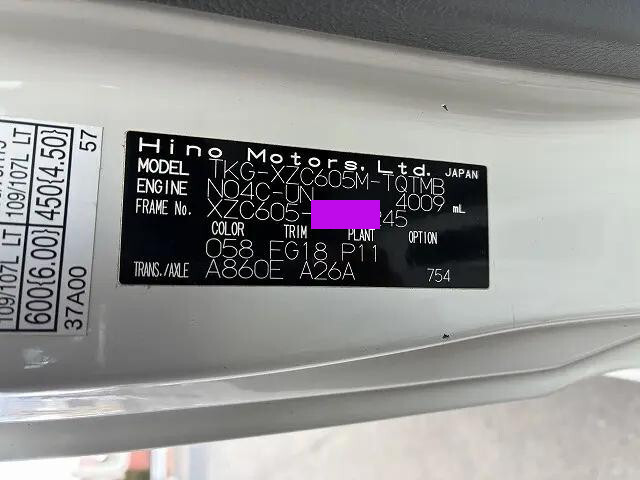 Hino Motors, Ltd. JAPAN
MODEL TKG-XZC605M-TQTMB
ENGINE N04C-UN 4009 mL
FRAME No. XZC605- 245
COLOR TRIM PLANT OPTION
058 FG18 P11
TRANS./AXLE A860E A26A 754
109/107L LT 109/107L LT
600{6.00} 450{4.50}
37A00 57